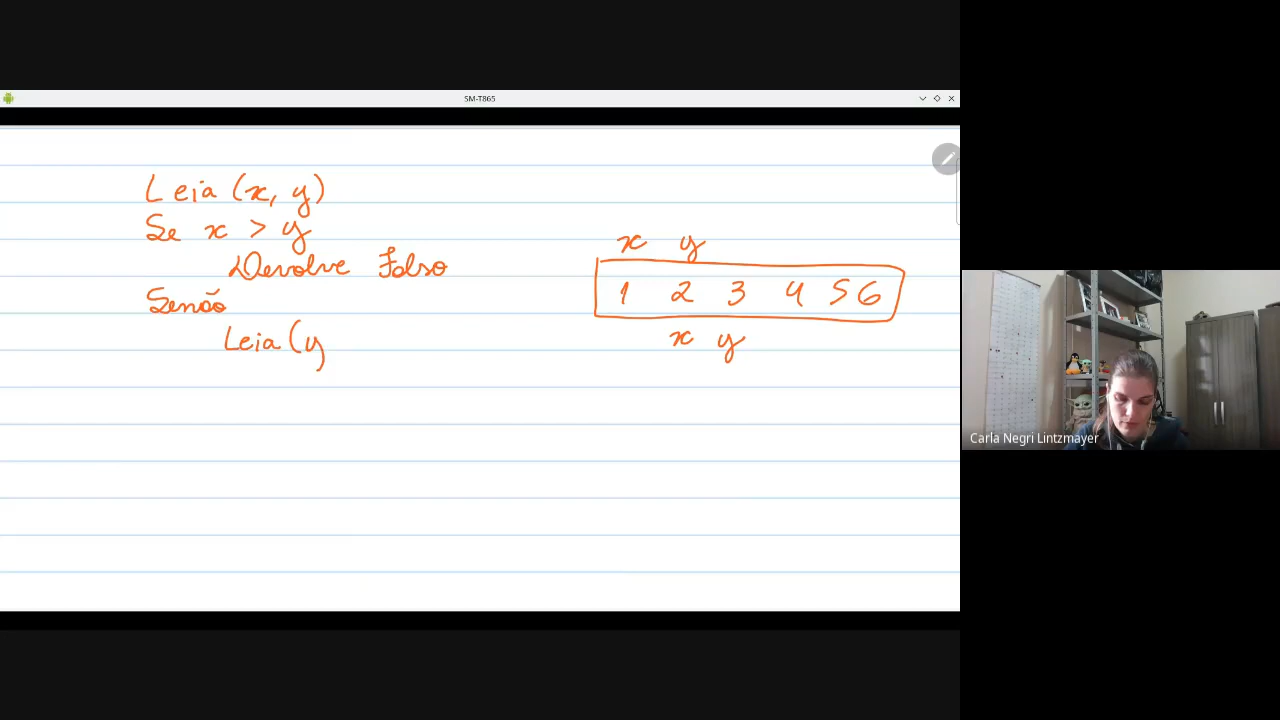 SM-T865
Leia (x, y)
Se x > y
Devolve Falso
Senão
Leia (y
x y
1 2 3 4 5 6
x y
Carla Negri Lintzmayer